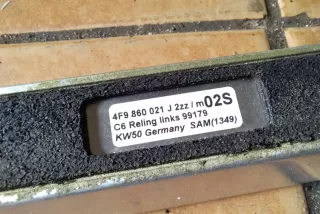 4F9 860 021 J 2zz / m02S
C6 Reling links 99179
KW50 Germany SAM(1349)